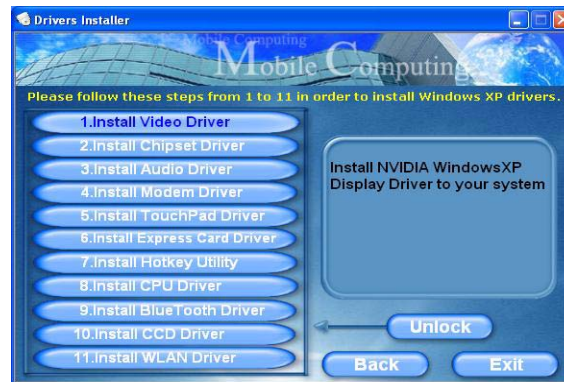 Drivers Installer
Mobile Computing
Mobile Computing
Please follow these steps from 1 to 11 in order to install Windows XP drivers.
1.Install Video Driver
2.Install Chipset Driver
3.Install Audio Driver
4.Install Modem Driver
5.Install TouchPad Driver
6.Install Express Card Driver
7.Install Hotkey Utility
8.Install CPU Driver
9.Install BlueTooth Driver
10.Install CCD Driver
11.Install WLAN Driver
Install NVIDIA WindowsXP
Display Driver to your system
Unlock
Back
Exit